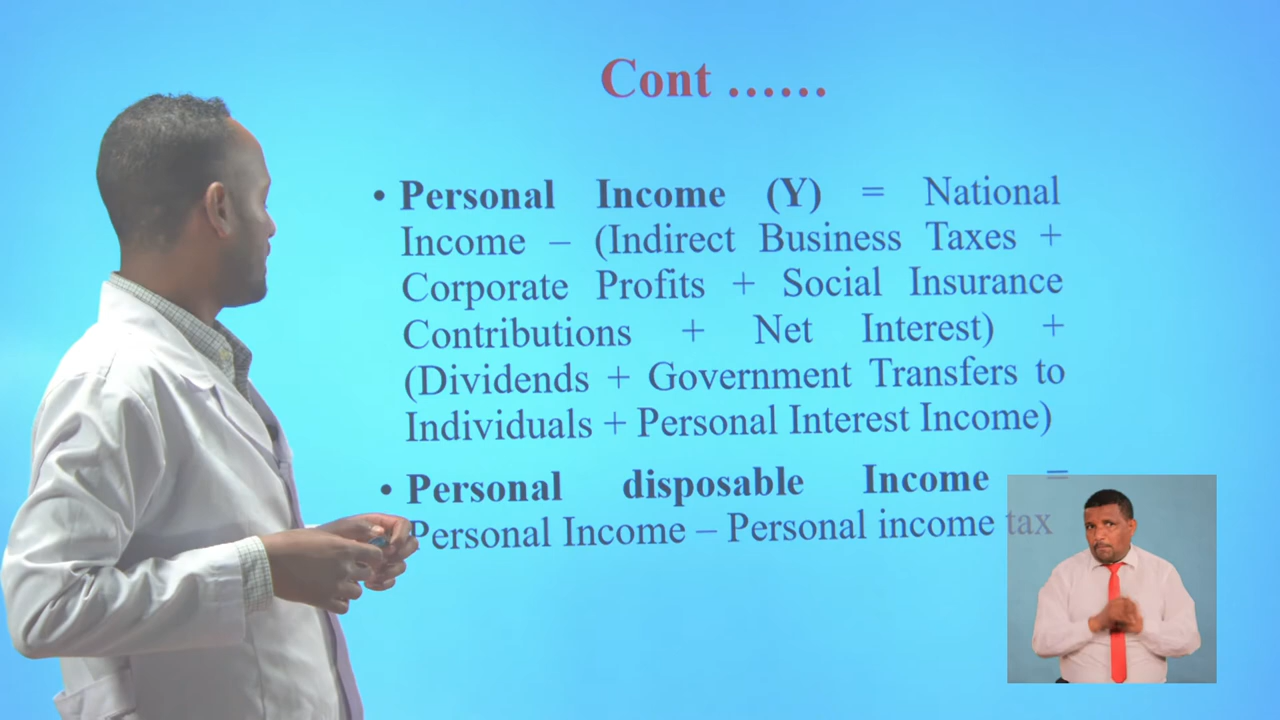 Cont ......
• Personal Income (Y) = National
Income – (Indirect Business Taxes +
Corporate Profits + Social Insurance
Contributions + Net Interest) +
(Dividends + Government Transfers to
Individuals + Personal Interest Income)
• Personal disposable Income =
Personal Income – Personal income tax